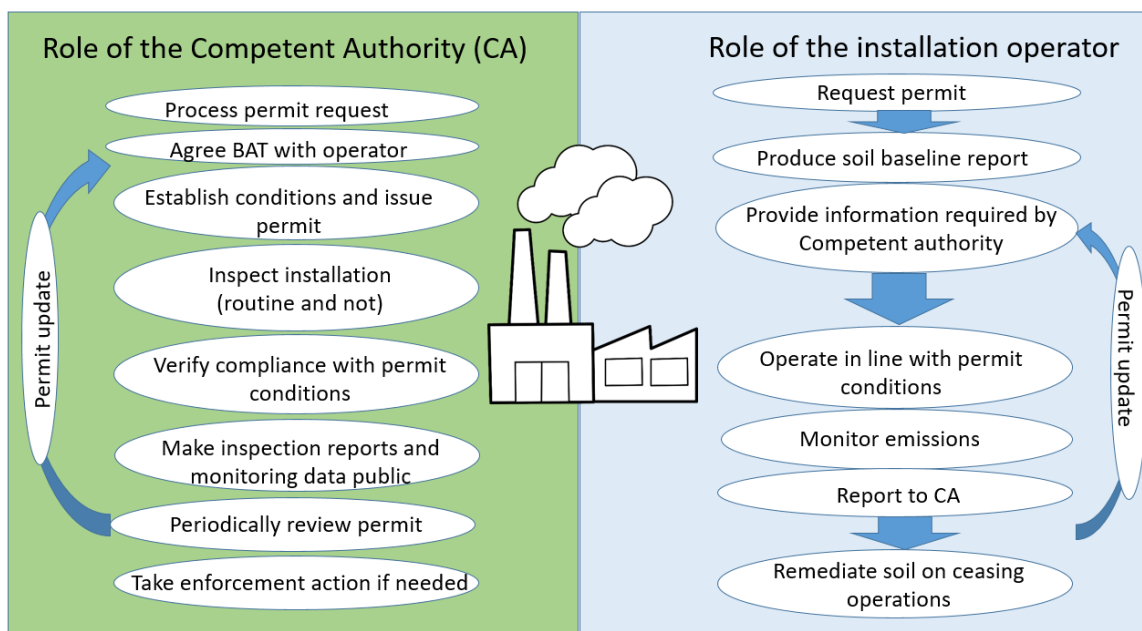 Role of the Competent Authority (CA)
Process permit request
Agree BAT with operator
Establish conditions and issue
permit
Inspect installation
(routine and not)
Verify compliance with permit
conditions
Make inspection reports and
monitoring data public
Periodically review permit
Take enforcement action if needed
Permit update
Role of the installation operator
Request permit
Produce soil baseline report
Provide information required by
Competent authority
Operate in line with permit
conditions
Monitor emissions
Report to CA
Remediate soil on ceasing
operations
Permit update